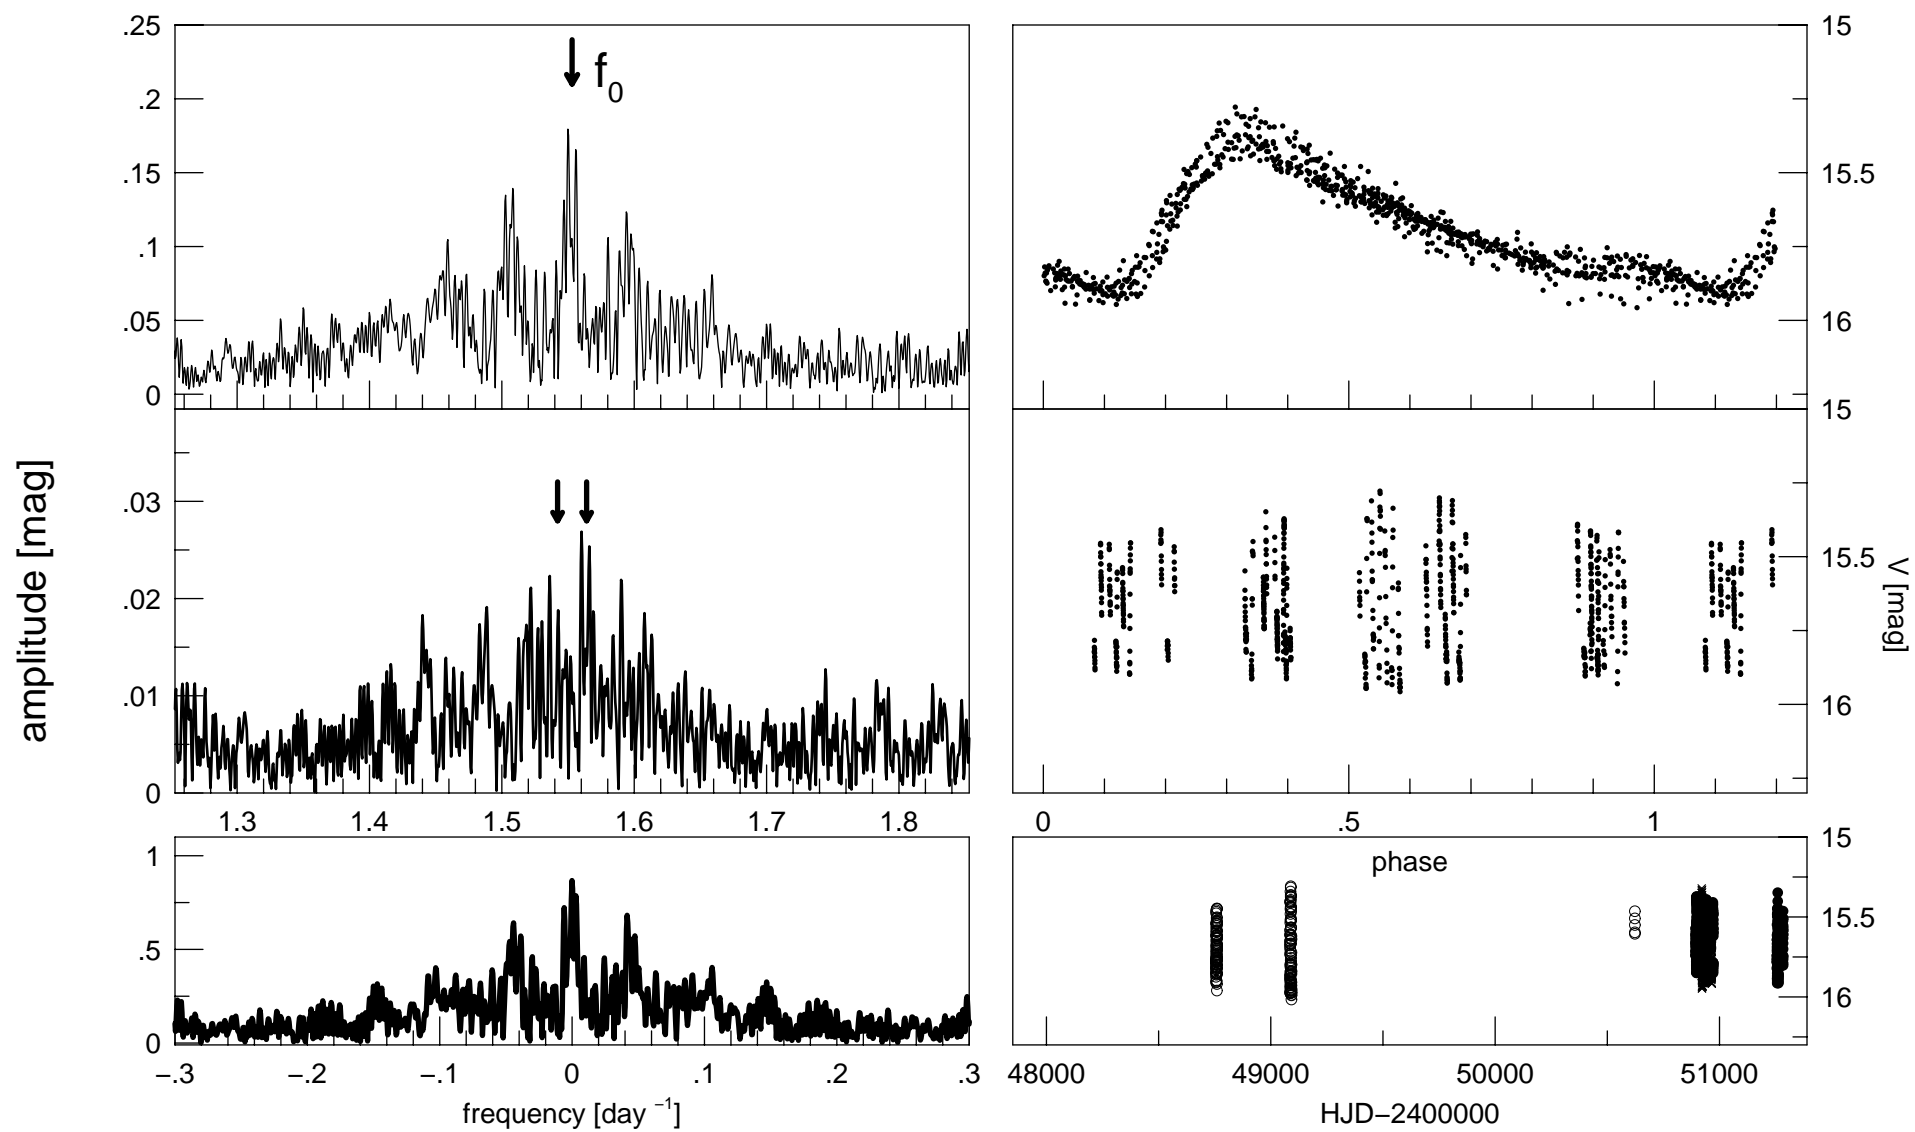 .25
.2
.15
.1
.05
0
f0
15
15.5
16
amplitude [mag]
.03
.02
.01
0
1.3 1.4 1.5 1.6 1.7 1.8
15
15.5
16
V [mag]
0 .5 1
phase
1
.5
0
−.3 −.2 −.1 0 .1 .2 .3
frequency [day −1]
15
15.5
16
48000 49000 50000 51000
HJD−2400000